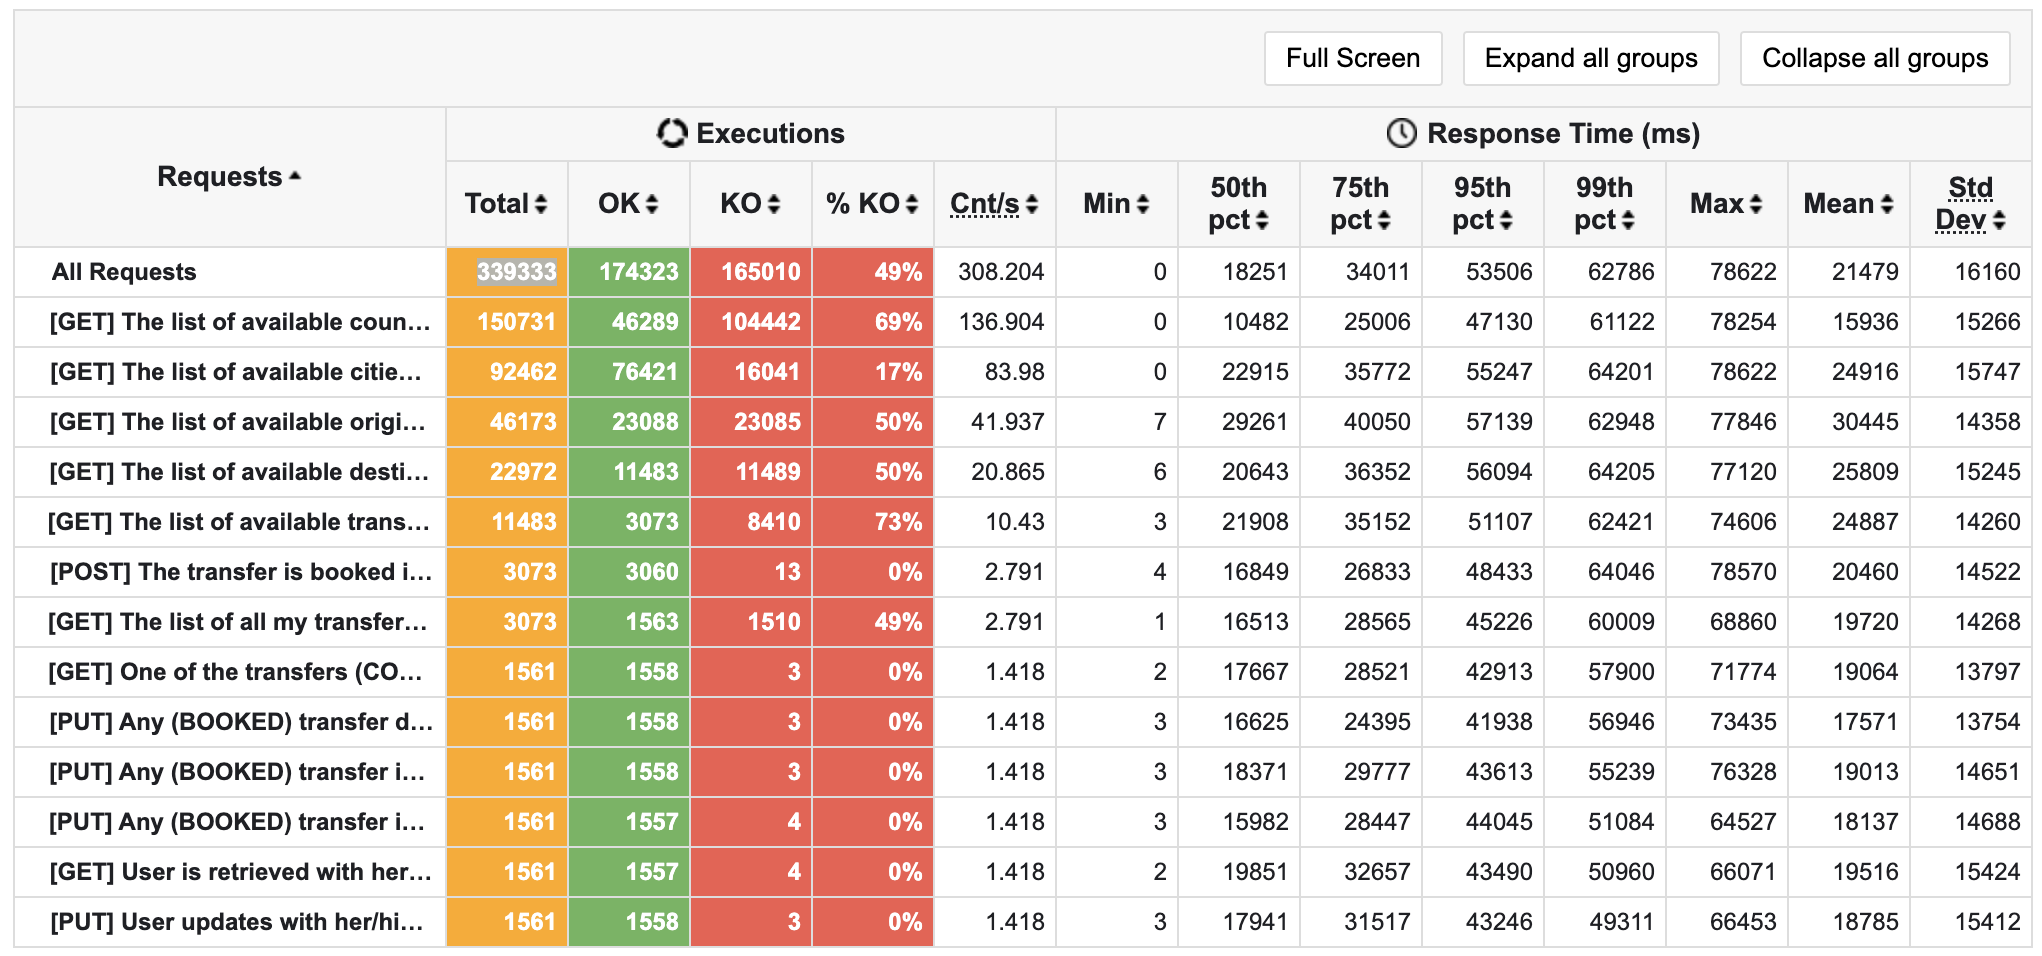 Full Screen Expand all groups Collapse all groups
Requests Executions Response Time (ms)
Total OK KO % KO Cnt/s Min 50th pct 75th pct 95th pct 99th pct Max Mean Std Dev
All Requests 339333 174323 165010 49% 308.204 0 18251 34011 53506 62786 78622 21479 16160
[GET] The list of available coun... 150731 46289 104442 69% 136.904 0 10482 25006 47130 61122 78254 15936 15266
[GET] The list of available citie... 92462 76421 16041 17% 83.98 0 22915 35772 55247 64201 78622 24916 15747
[GET] The list of available origi... 46173 23088 23085 50% 41.937 7 29261 40050 57139 62948 77846 30445 14358
[GET] The list of available desti... 22972 11483 11489 50% 20.865 6 20643 36352 56094 64205 77120 25809 15245
[GET] The list of available trans... 11483 3073 8410 73% 10.43 3 21908 35152 51107 62421 74606 24887 14260
[POST] The transfer is booked i... 3073 3060 13 0% 2.791 4 16849 26833 48433 64046 78570 20460 14522
[GET] The list of all my transfer... 3073 1563 1510 49% 2.791 1 16513 28565 45226 60009 68860 19720 14268
[GET] One of the transfers (CO... 1561 1558 3 0% 1.418 2 17667 28521 42913 57900 71774 19064 13797
[PUT] Any (BOOKED) transfer d... 1561 1558 3 0% 1.418 3 16625 24395 41938 56946 73435 17571 13754
[PUT] Any (BOOKED) transfer i... 1561 1558 3 0% 1.418 3 18371 29777 43613 55239 76328 19013 14651
[PUT] Any (BOOKED) transfer i... 1561 1557 4 0% 1.418 3 15982 28447 44045 51084 64527 18137 14688
[GET] User is retrieved with her... 1561 1557 4 0% 1.418 2 19851 32657 43490 50960 66071 19516 15424
[PUT] User updates with her/hi... 1561 1558 3 0% 1.418 3 17941 31517 43246 49311 66453 18785 15412